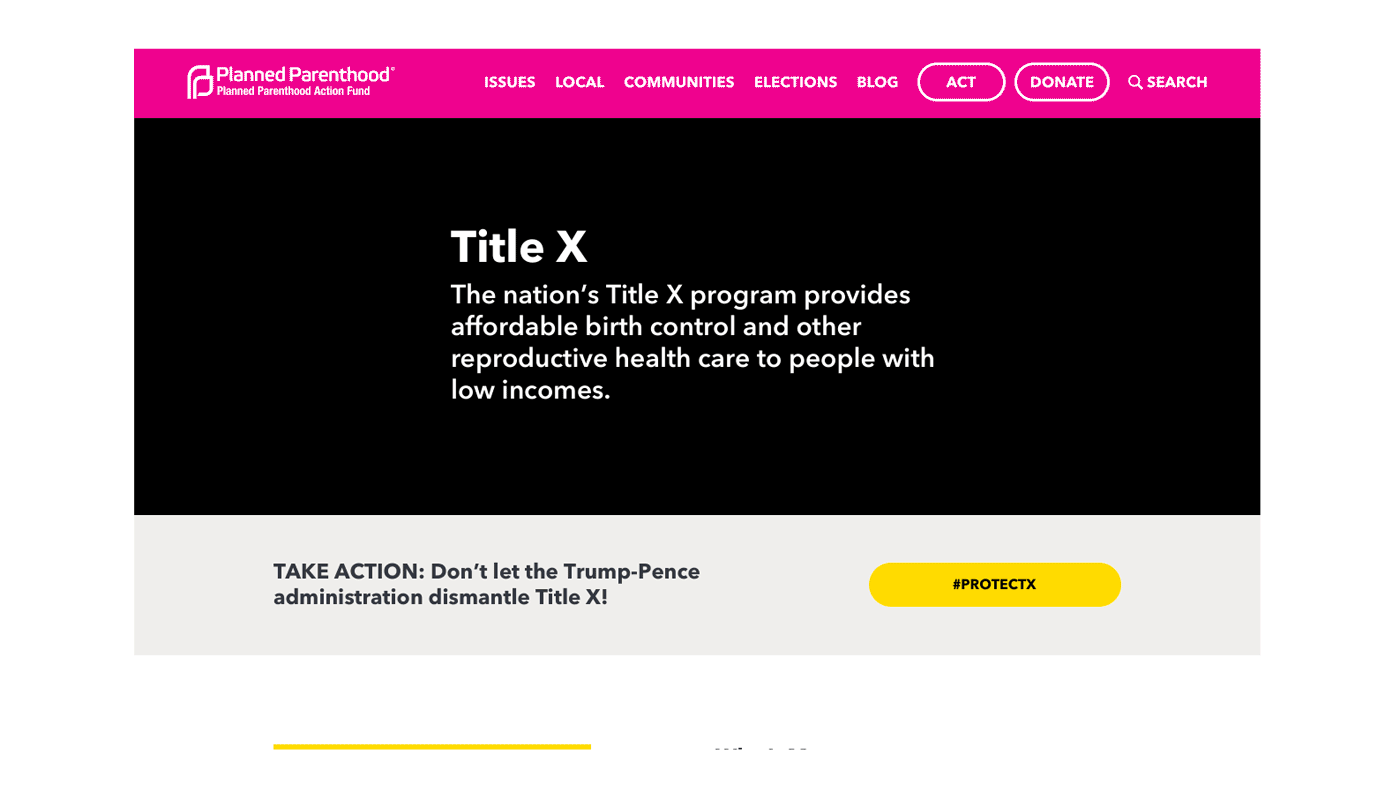 Planned Parenthood®
Planned Parenthood Action Fund
ISSUES LOCAL COMMUNITIES ELECTIONS BLOG ACT DONATE SEARCH
Title X
The nation’s Title X program provides
affordable birth control and other
reproductive health care to people with
low incomes.
TAKE ACTION: Don’t let the Trump-Pence
administration dismantle Title X!
#PROTECTX